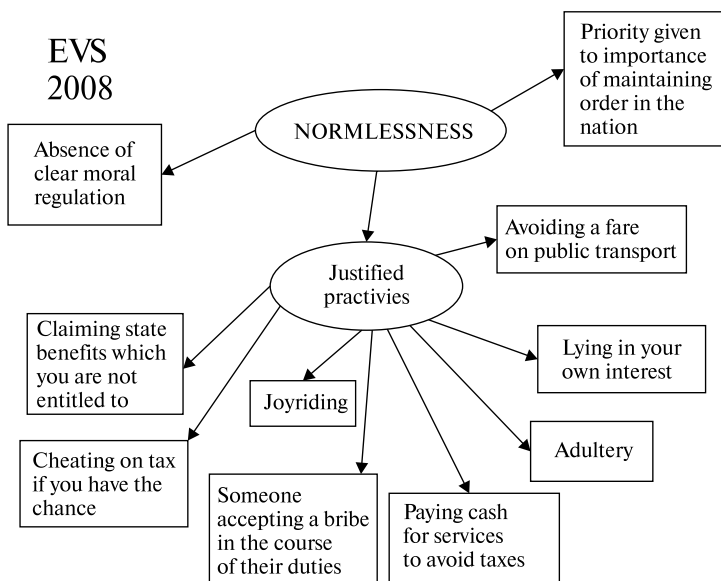 EVS
2008
Priority given
to importance
of maintaining
order in the
nation
NORMLESSNESS
Absence of
clear moral
regulation
Avoiding a fare
on public transport
Justified
practivies
Claiming state
benefits which
you are not
entitled to
Lying in your
own interest
Joyriding
Adultery
Cheating on tax
if you have the
chance
Someone
accepting a bribe
in the course
of their duties
Paying cash
for services
to avoid taxes